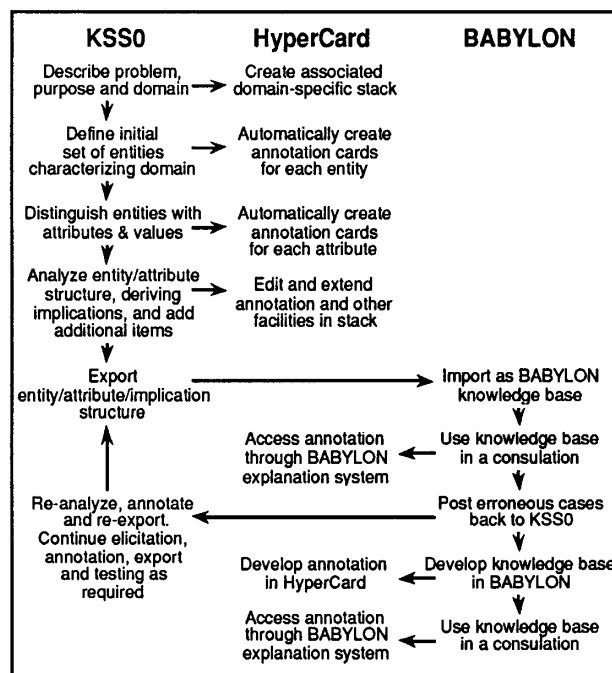 KSS0 HyperCard BABYLON
Describe problem,
purpose and domain
Create associated
domain-specific stack
Define initial
set of entities
characterizing domain
Automatically create
annotation cards
for each entity
Distinguish entities with
attributes & values
Automatically create
annotation cards
for each attribute
Analyze entity/attribute
structure, deriving
implications, and add
additional items
Edit and extend
annotation and other
facilities in stack
Export
entity/attribute/implication
structure
Import as BABYLON
knowledge base
Access annotation
through BABYLON
explanation system
Use knowledge base
in a consulation
Re-analyze, annotate
and re-export.
Continue elicitation,
annotation, export
and testing as
required
Post erroneous cases
back to KSS0
Develop annotation
in HyperCard
Develop knowledge base
in BABYLON
Access annotation
through BABYLON
explanation system
Use knowledge base
in a consulation